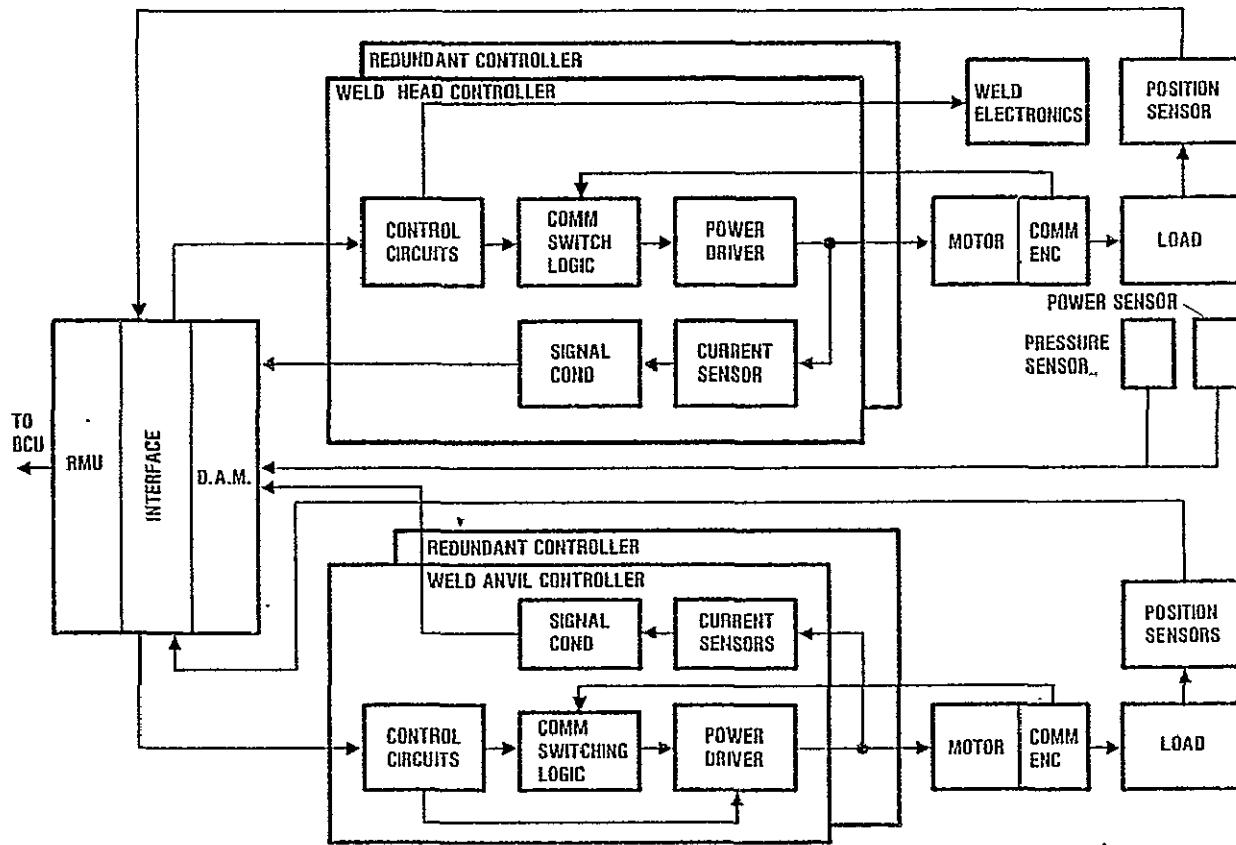 REDUNDANT CONTROLLER
WELD HEAD CONTROLLER
WELD
ELECTRONICS
POSITION
SENSOR
CONTROL
CIRCUITS
COMM
SWITCH
LOGIC
POWER
DRIVER
MOTOR
COMM
ENC
LOAD
POWER SENSOR
PRESSURE
SENSOR
SIGNAL
COND
CURRENT
SENSOR
TO
BCU
RMU
INTERFACE
D.A.M.
REDUNDANT CONTROLLER
WELD ANVIL CONTROLLER
SIGNAL
COND
CURRENT
SENSORS
POSITION
SENSORS
CONTROL
CIRCUITS
COMM
SWITCHING
LOGIC
POWER
DRIVER
MOTOR
COMM
ENC
LOAD